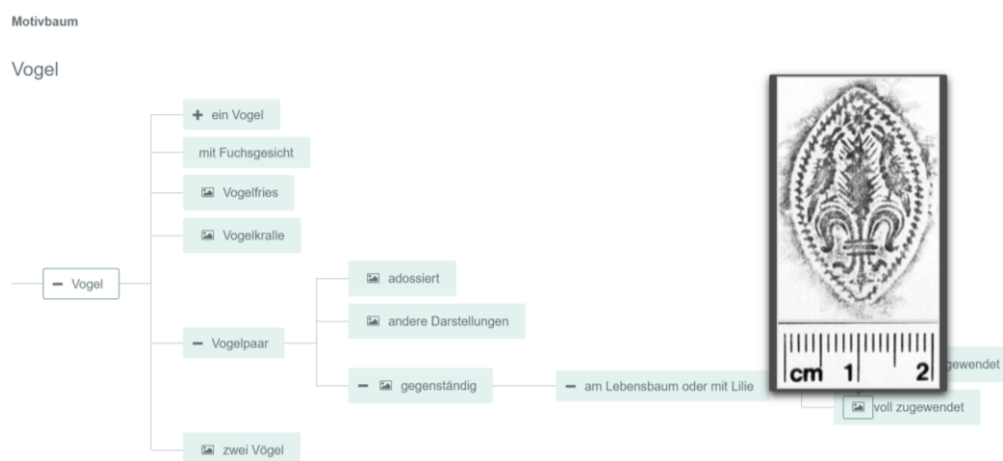 Motivbaum
Vogel
ein Vogel
mit Fuchsgesicht
Vogelfries
Vogelkralle
Vogel
adossiert
andere Darstellungen
Vogelpaar
gegenständig
am Lebensbaum oder mit Lilie
gewendet
voll zugewendet
zwei Vögel
cm 1 2